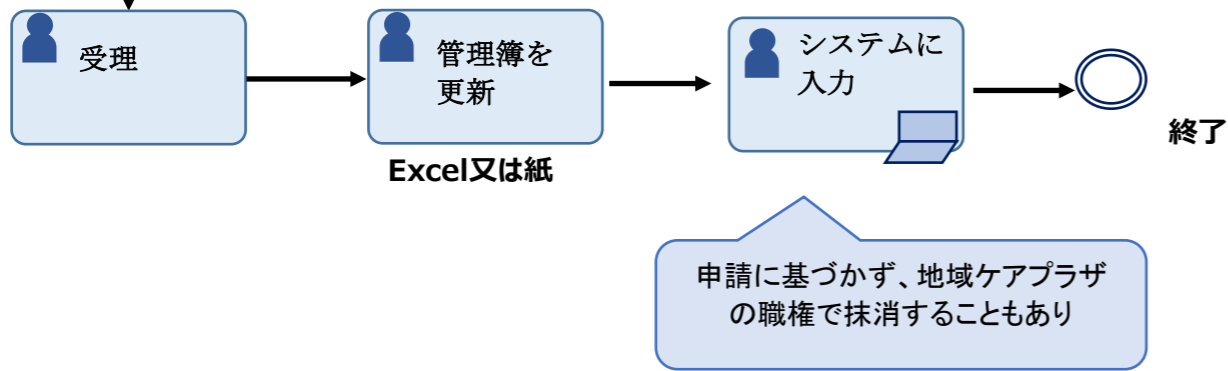 受理
管理簿を
更新
Excel又は紙
システムに
入力
終了
申請に基づかず、地域ケアプラザ
の職権で抹消することもあり